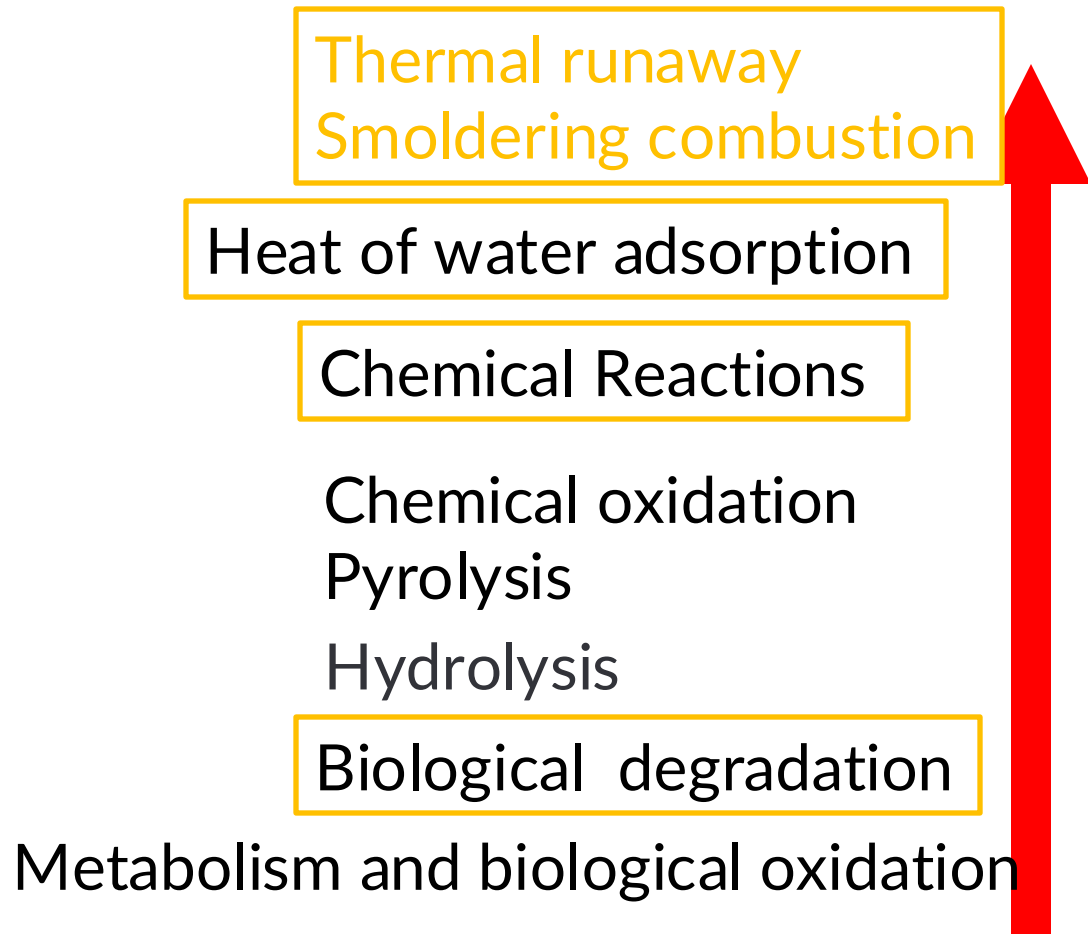 Thermal runaway
Smoldering combustion
Heat of water adsorption
Chemical Reactions
Chemical oxidation
Pyrolysis
Hydrolysis
Biological degradation
Metabolism and biological oxidation